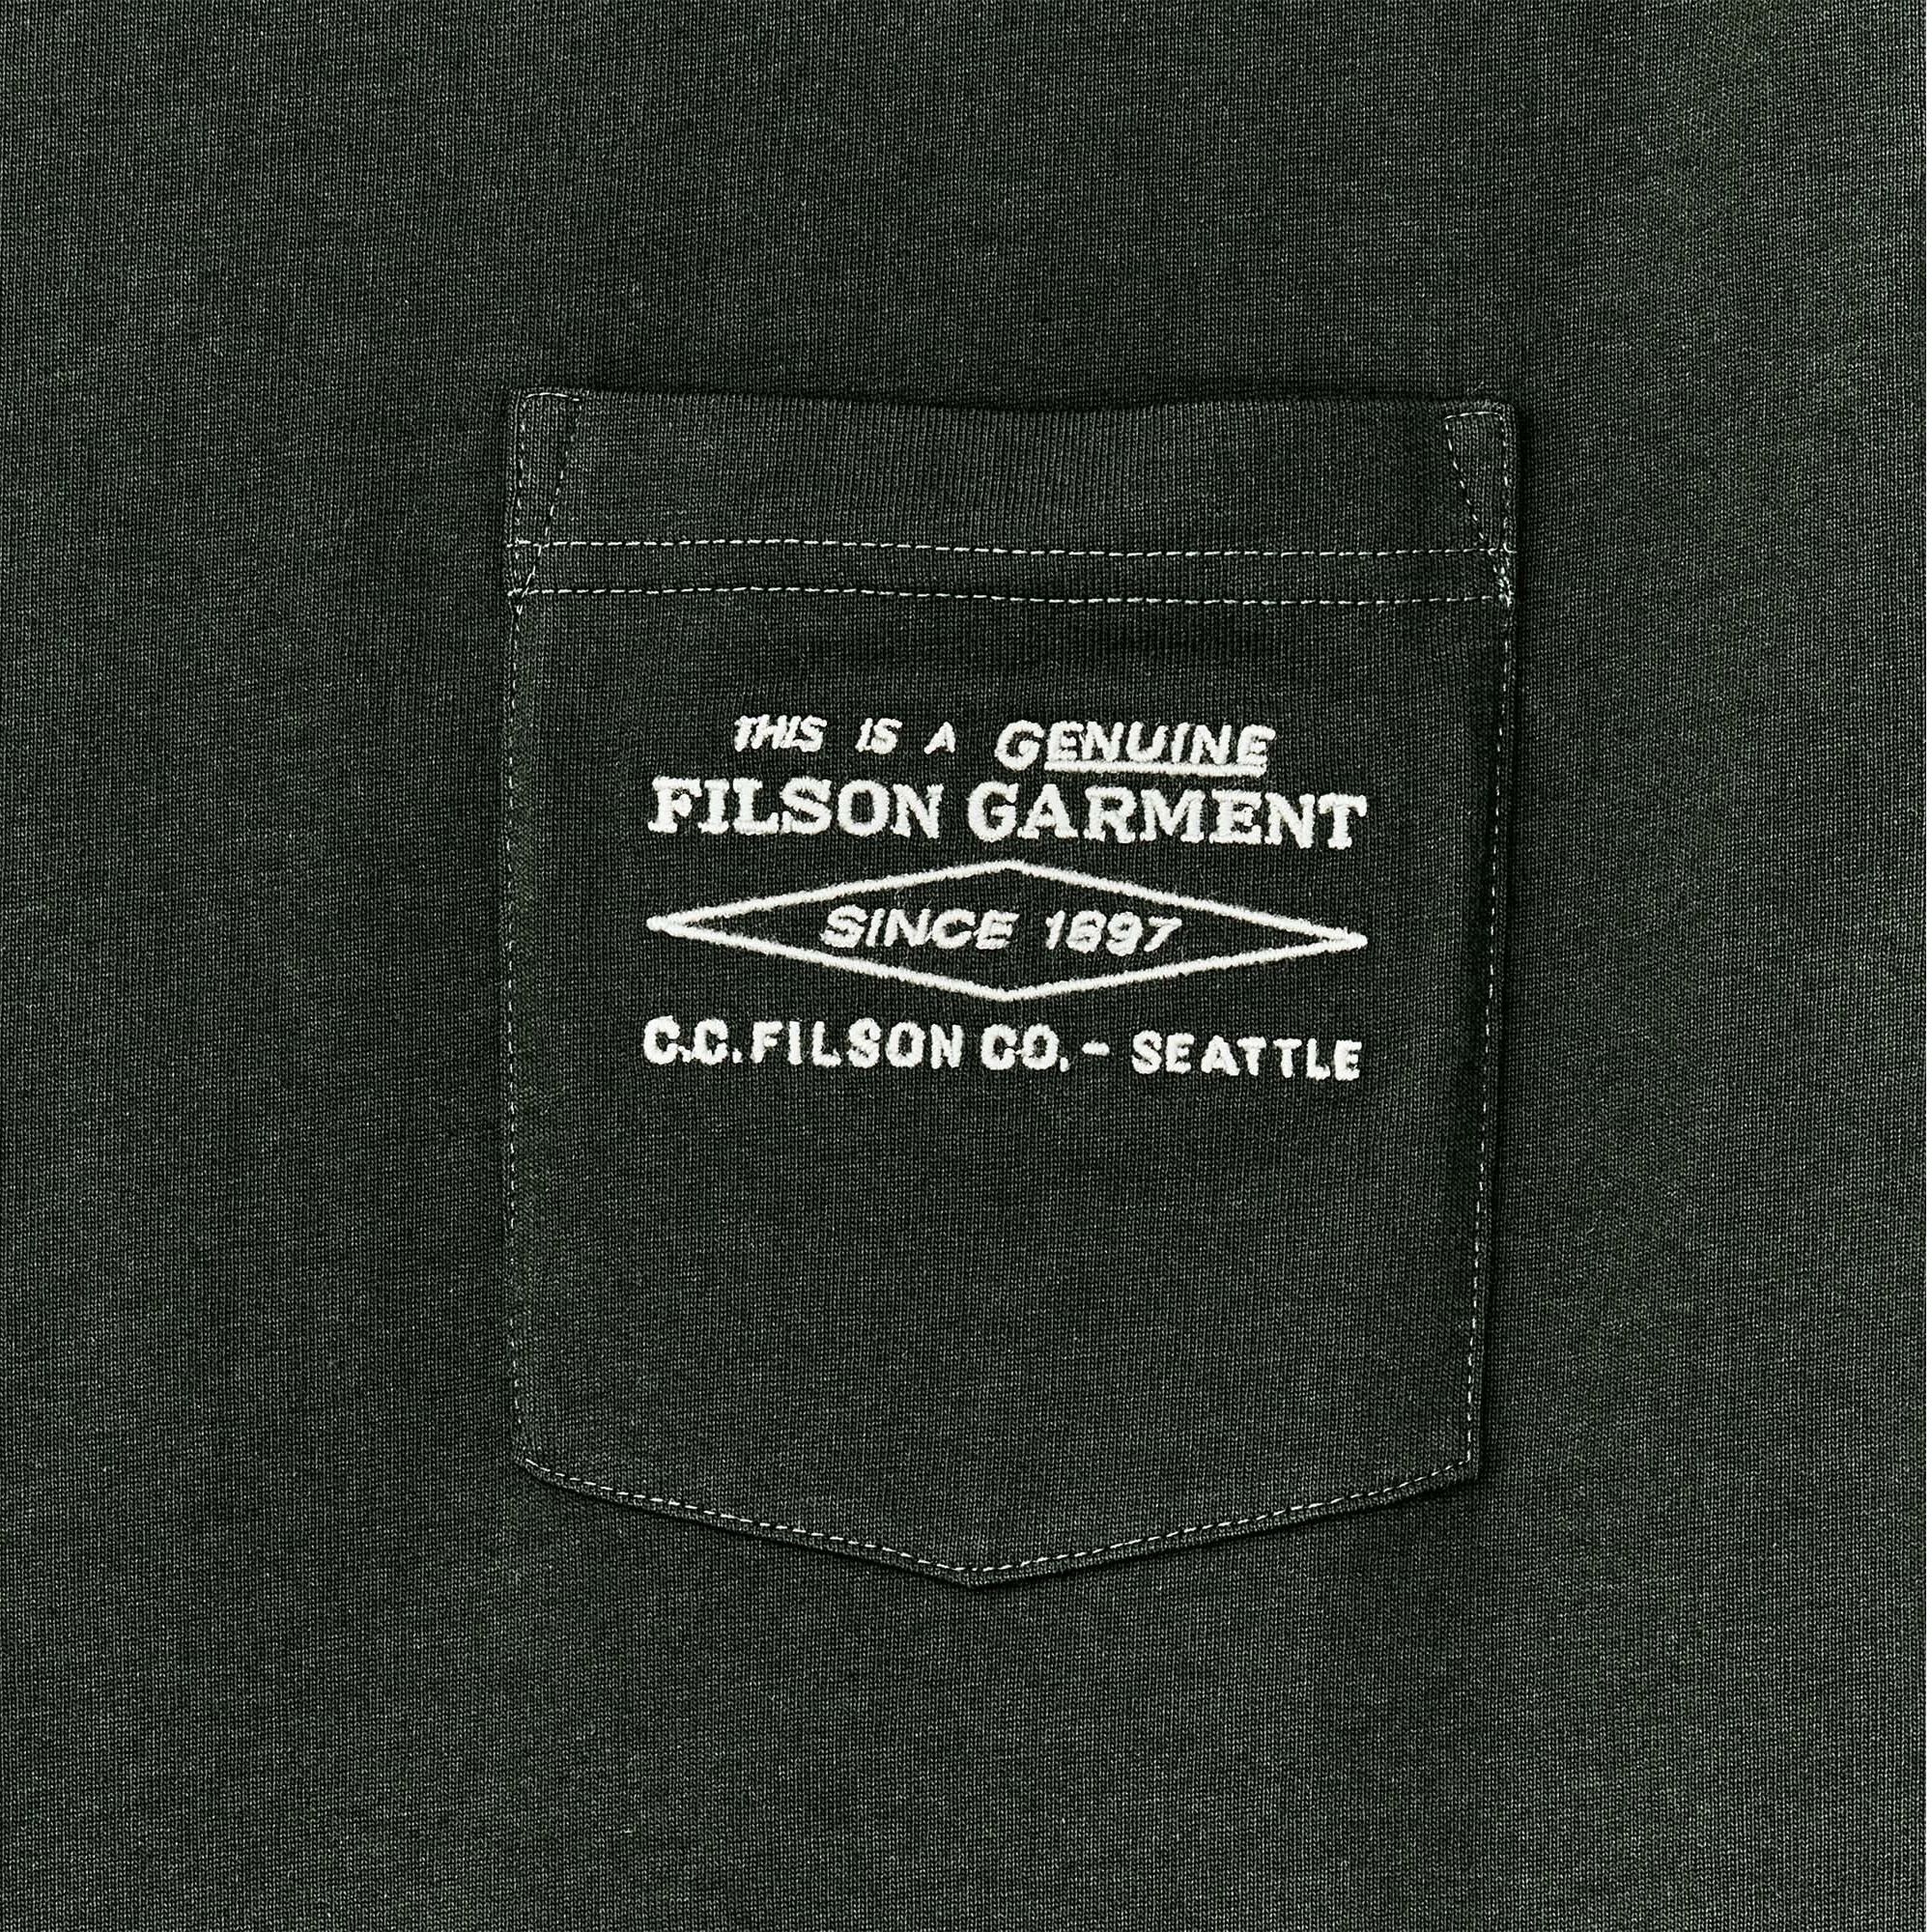 THIS IS A GENUINE
FILSON GARMENT
SINCE 1897
C.C. FILSON CO. - SEATTLE